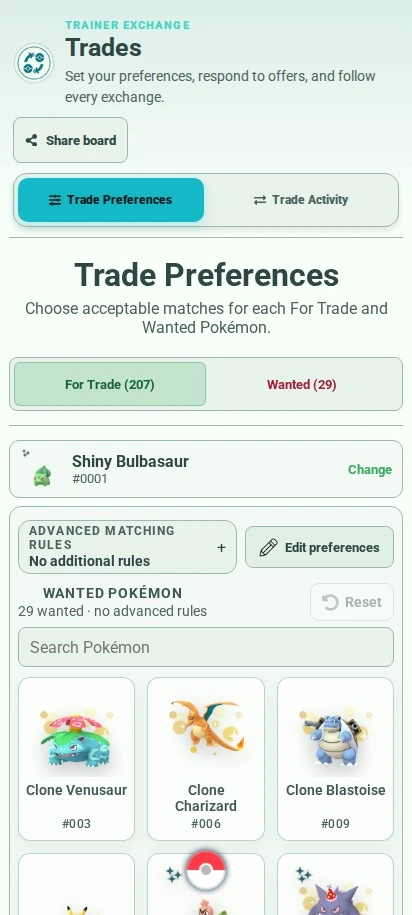 TRAINER EXCHANGE
Trades
Set your preferences, respond to offers, and follow
every exchange.
Share board
Trade Preferences
Trade Activity
Trade Preferences
Choose acceptable matches for each For Trade and
Wanted Pokémon.
For Trade (207)
Wanted (29)
Shiny Bulbasaur
#0001
Change
ADVANCED MATCHING
RULES
No additional rules
+
Edit preferences
WANTED POKÉMON
29 wanted · no advanced rules
Reset
Search Pokémon
Clone Venusaur
#003
Clone
Charizard
#006
Clone Blastoise
#009